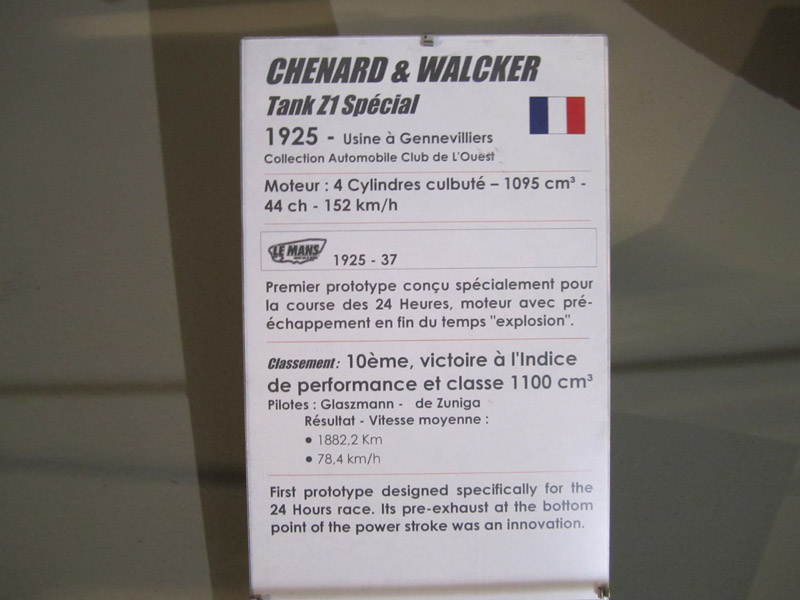 CHENARD & WALCKER
Tank Z1 Spécial
1925 - Usine à Gennevilliers
Collection Automobile Club de L'Ouest
Moteur : 4 Cylindres culbuté – 1095 cm³ -
44 ch - 152 km/h
LE MANS
1925 - 37
Premier prototype conçu spécialement pour
la course des 24 Heures, moteur avec pré-
échappement en fin du temps "explosion".
Classement : 10ème, victoire à l'Indice
de performance et classe 1100 cm³
Pilotes : Glaszmann - de Zuniga
Résultat - Vitesse moyenne :
• 1882,2 Km
• 78,4 km/h
First prototype designed specifically for the
24 Hours race. Its pre-exhaust at the bottom
point of the power stroke was an innovation.